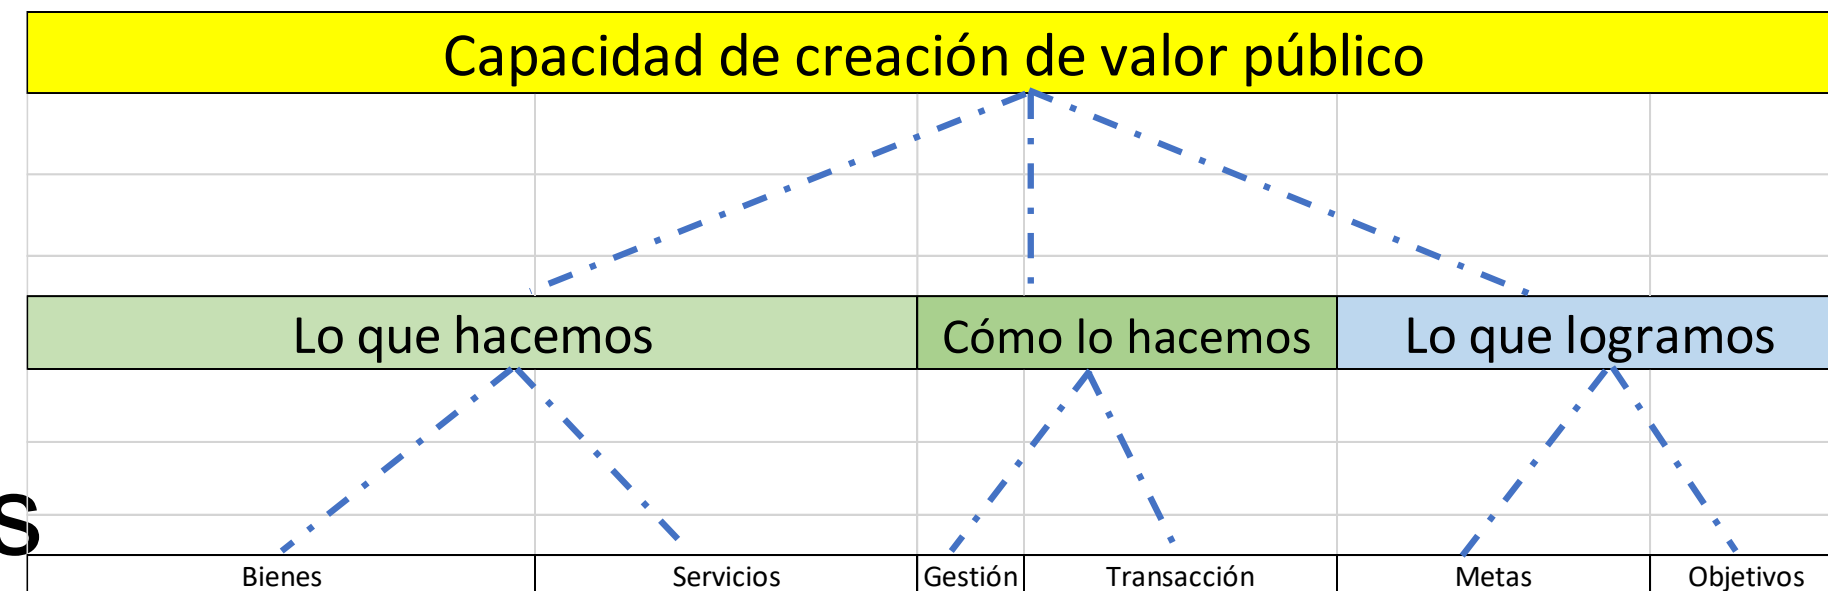 Capacidad de creación de valor público
Lo que hacemos Cómo lo hacemos Lo que logramos
s
Bienes Servicios Gestión Transacción Metas Objetivos